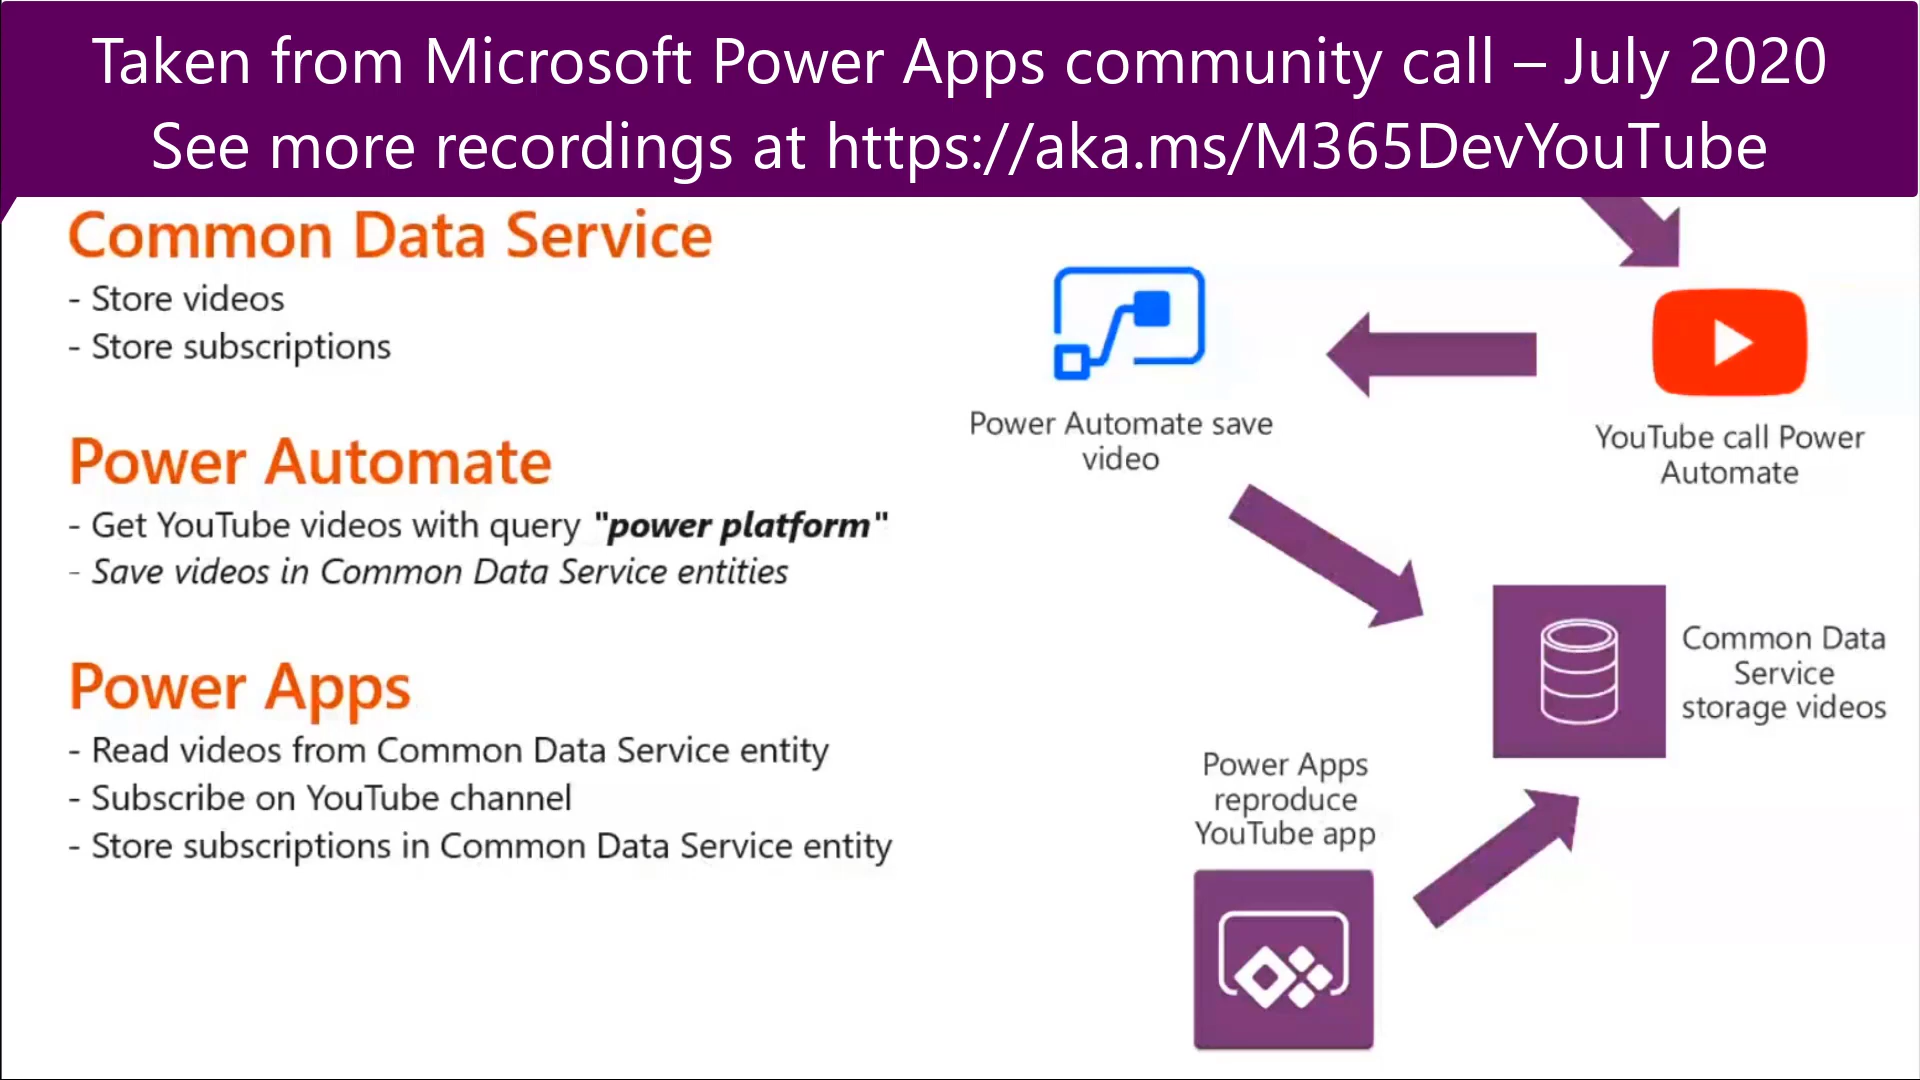 Taken from Microsoft Power Apps community call – July 2020
See more recordings at https://aka.ms/M365DevYouTube
Common Data Service
- Store videos
- Store subscriptions
Power Automate
- Get YouTube videos with query "power platform"
- Save videos in Common Data Service entities
Power Apps
- Read videos from Common Data Service entity
- Subscribe on YouTube channel
- Store subscriptions in Common Data Service entity
Power Automate save
video
YouTube call Power
Automate
Common Data
Service
storage videos
Power Apps
reproduce
YouTube app